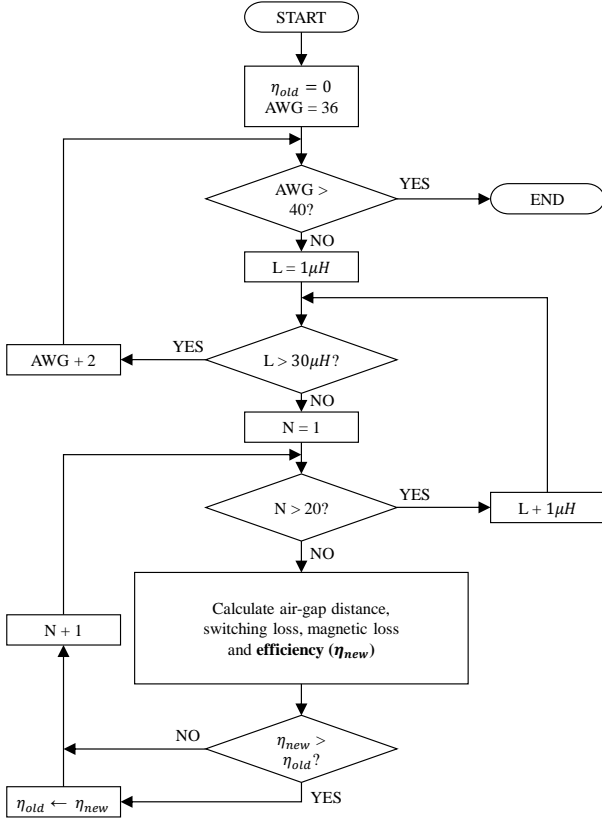 START
η_old = 0
AWG = 36
AWG >
40?
YES
END
NO
L = 1μH
YES
L > 30μH?
AWG + 2
NO
N = 1
N > 20?
YES
L + 1μH
NO
Calculate air-gap distance,
switching loss, magnetic loss
and efficiency (η_new)
N + 1
NO
η_new >
η_old?
YES
η_old ← η_new